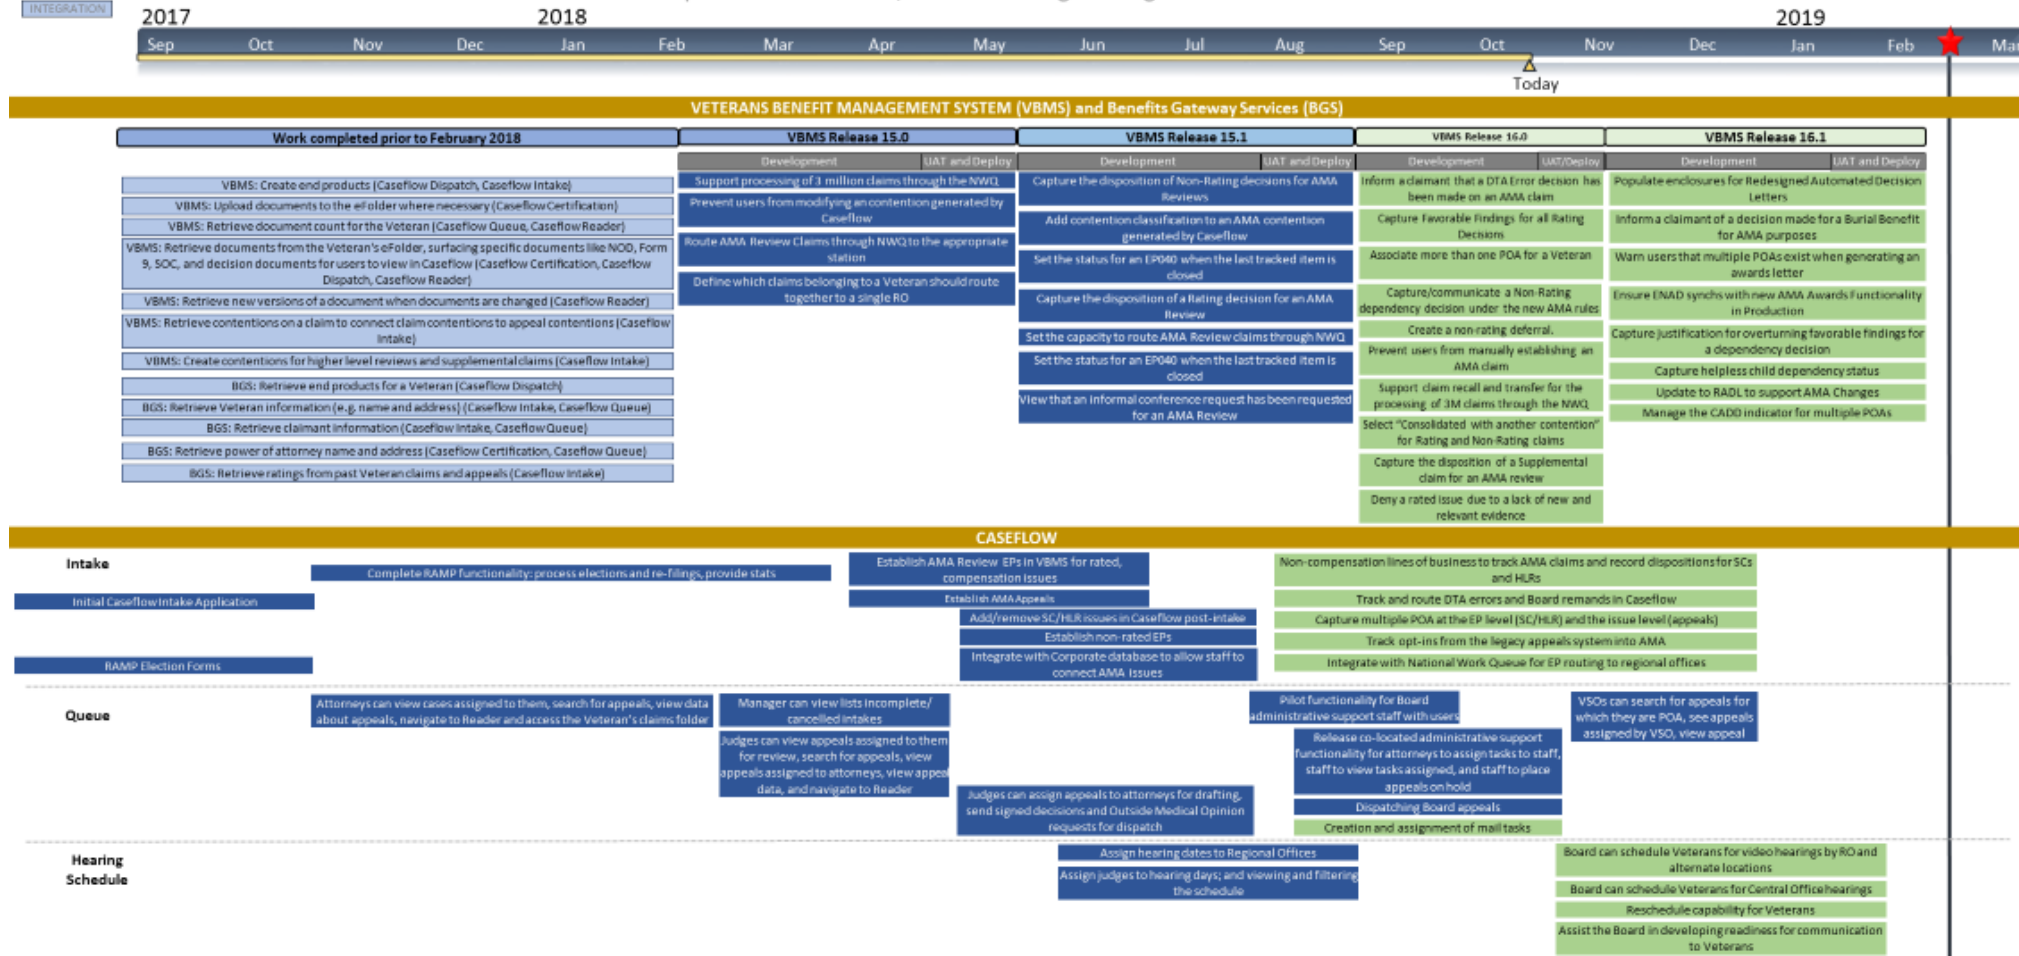 INTEGRATION
2017
2018
2019
Sep Oct Nov Dec Jan Feb Mar Apr May Jun Jul Aug Sep Oct Nov Dec Jan Feb Mar
Today
VETERANS BENEFIT MANAGEMENT SYSTEM (VBMS) and Benefits Gateway Services (BGS)
Work completed prior to February 2018
VBMS: Create end products (Caseflow Dispatch, Caseflow Intake)
VBMS: Upload documents to the eFolder where necessary (Caseflow Certification)
VBMS: Retrieve document count for the Veteran (Caseflow Queue, Caseflow Reader)
VBMS: Retrieve documents from the Veteran's eFolder, surfacing specific documents like NOD, Form
9, SOC, and decision documents for users to view in Caseflow (Caseflow Certification, Caseflow
Dispatch, Caseflow Reader)
VBMS: Retrieve new versions of a document when documents are changed (Caseflow Reader)
VBMS: Retrieve contentions on a claim to connect claim contentions to appeal contentions (Caseflow
Intake)
VBMS: Create contentions for higher level reviews and supplemental claims (Caseflow Intake)
BGS: Retrieve end products for a Veteran (Caseflow Dispatch)
BGS: Retrieve Veteran information (e.g. name and address) (Caseflow Intake, Caseflow Queue)
BGS: Retrieve claimant information (Caseflow Intake, Caseflow Queue)
BGS: Retrieve power of attorney name and address (Caseflow Certification, Caseflow Queue)
BGS: Retrieve ratings from past Veteran claims and appeals (Caseflow Intake)
VBMS Release 15.0
Development
UAT and Deploy
Support processing of 3 million claims through the NWQ
Prevent users from modifying an contention generated by
Caseflow
Route AMA Review Claims through NWQ to the appropriate
station
Define which claims belonging to a Veteran should route
together to a single RO
VBMS Release 15.1
Development
UAT and Deploy
Capture the disposition of Non-Rating decisions for AMA
Reviews
Add contention classification to an AMA contention
generated by Caseflow
Set the status for an EP040 when the last tracked item is
closed
Capture the disposition of a Rating decision for an AMA
Review
Set the capacity to route AMA Review claims through NWQ
Set the status for an EP040 when the last tracked item is
closed
View that an informal conference request has been requested
for an AMA Review
VBMS Release 16.0
Development
UAT/Deploy
Inform a claimant that a DTA Error decision has
been made on an AMA claim
Capture Favorable Findings for all Rating
Decisions
Associate more than one POA for a Veteran
Capture/communicate a Non-Rating
dependency decision under the new AMA rules
Create a non-rating deferral.
Prevent users from manually establishing an
AMA claim
Support claim recall and transfer for the
processing of 3M claims through the NWQ
Select "Consolidated with another contention"
for Rating and Non-Rating claims
Capture the disposition of a Supplemental
claim for an AMA review
Deny a rated issue due to a lack of new and
relevant evidence
VBMS Release 16.1
Development
UAT and Deploy
Populate enclosures for Redesigned Automated Decision
Letters
Inform a claimant of a decision made for a Burial Benefit
for AMA purposes
Warn users that multiple POAs exist when generating an
awards letter
Ensure ENAD synchs with new AMA Awards Functionality
in Production
Capture justification for overturning favorable findings for
a dependency decision
Capture helpless child dependency status
Update to RADL to support AMA Changes
Manage the CADD indicator for multiple POAs
CASEFLOW
Intake
Initial Caseflow Intake Application
RAMP Election Forms
Complete RAMP functionality: process elections and re-filings, provide stats
Establish AMA Review EPs in VBMS for rated,
compensation issues
Establish AMA Appeals
Add/remove SC/HLR issues in Caseflow post-intake
Establish non-rated EPs
Integrate with Corporate database to allow staff to
connect AMA issues
Non-compensation lines of business to track AMA claims and record dispositions for SCs
and HLRs
Track and route DTA errors and Board remands in Caseflow
Capture multiple POA at the EP level (SC/HLR) and the issue level (appeals)
Track opt-ins from the legacy appeals system into AMA
Integrate with National Work Queue for EP routing to regional offices
Queue
Attorneys can view cases assigned to them, search for appeals, view data
about appeals, navigate to Reader and access the Veteran's claims folder
Manager can view lists incomplete/
cancelled intakes
Judges can view appeals assigned to them
for review, search for appeals, view
appeals assigned to attorneys, view appeal
data, and navigate to Reader
Judges can assign appeals to attorneys for drafting,
send signed decisions and Outside Medical Opinion
requests for dispatch
Pilot functionality for Board
administrative support staff with users
Release co-located administrative support
functionality for attorneys to assign tasks to staff,
staff to view tasks assigned, and staff to place
appeals on hold
Dispatching Board appeals
Creation and assignment of mail tasks
VSOs can search for appeals for
which they are POA, see appeals
assigned by VSO, view appeal
Hearing
Schedule
Assign hearing dates to Regional Offices
Assign judges to hearing days; and viewing and filtering
the schedule
Board can schedule Veterans for video hearings by RO and
alternate locations
Board can schedule Veterans for Central Office hearings
Reschedule capability for Veterans
Assist the Board in developing readiness for communication
to Veterans